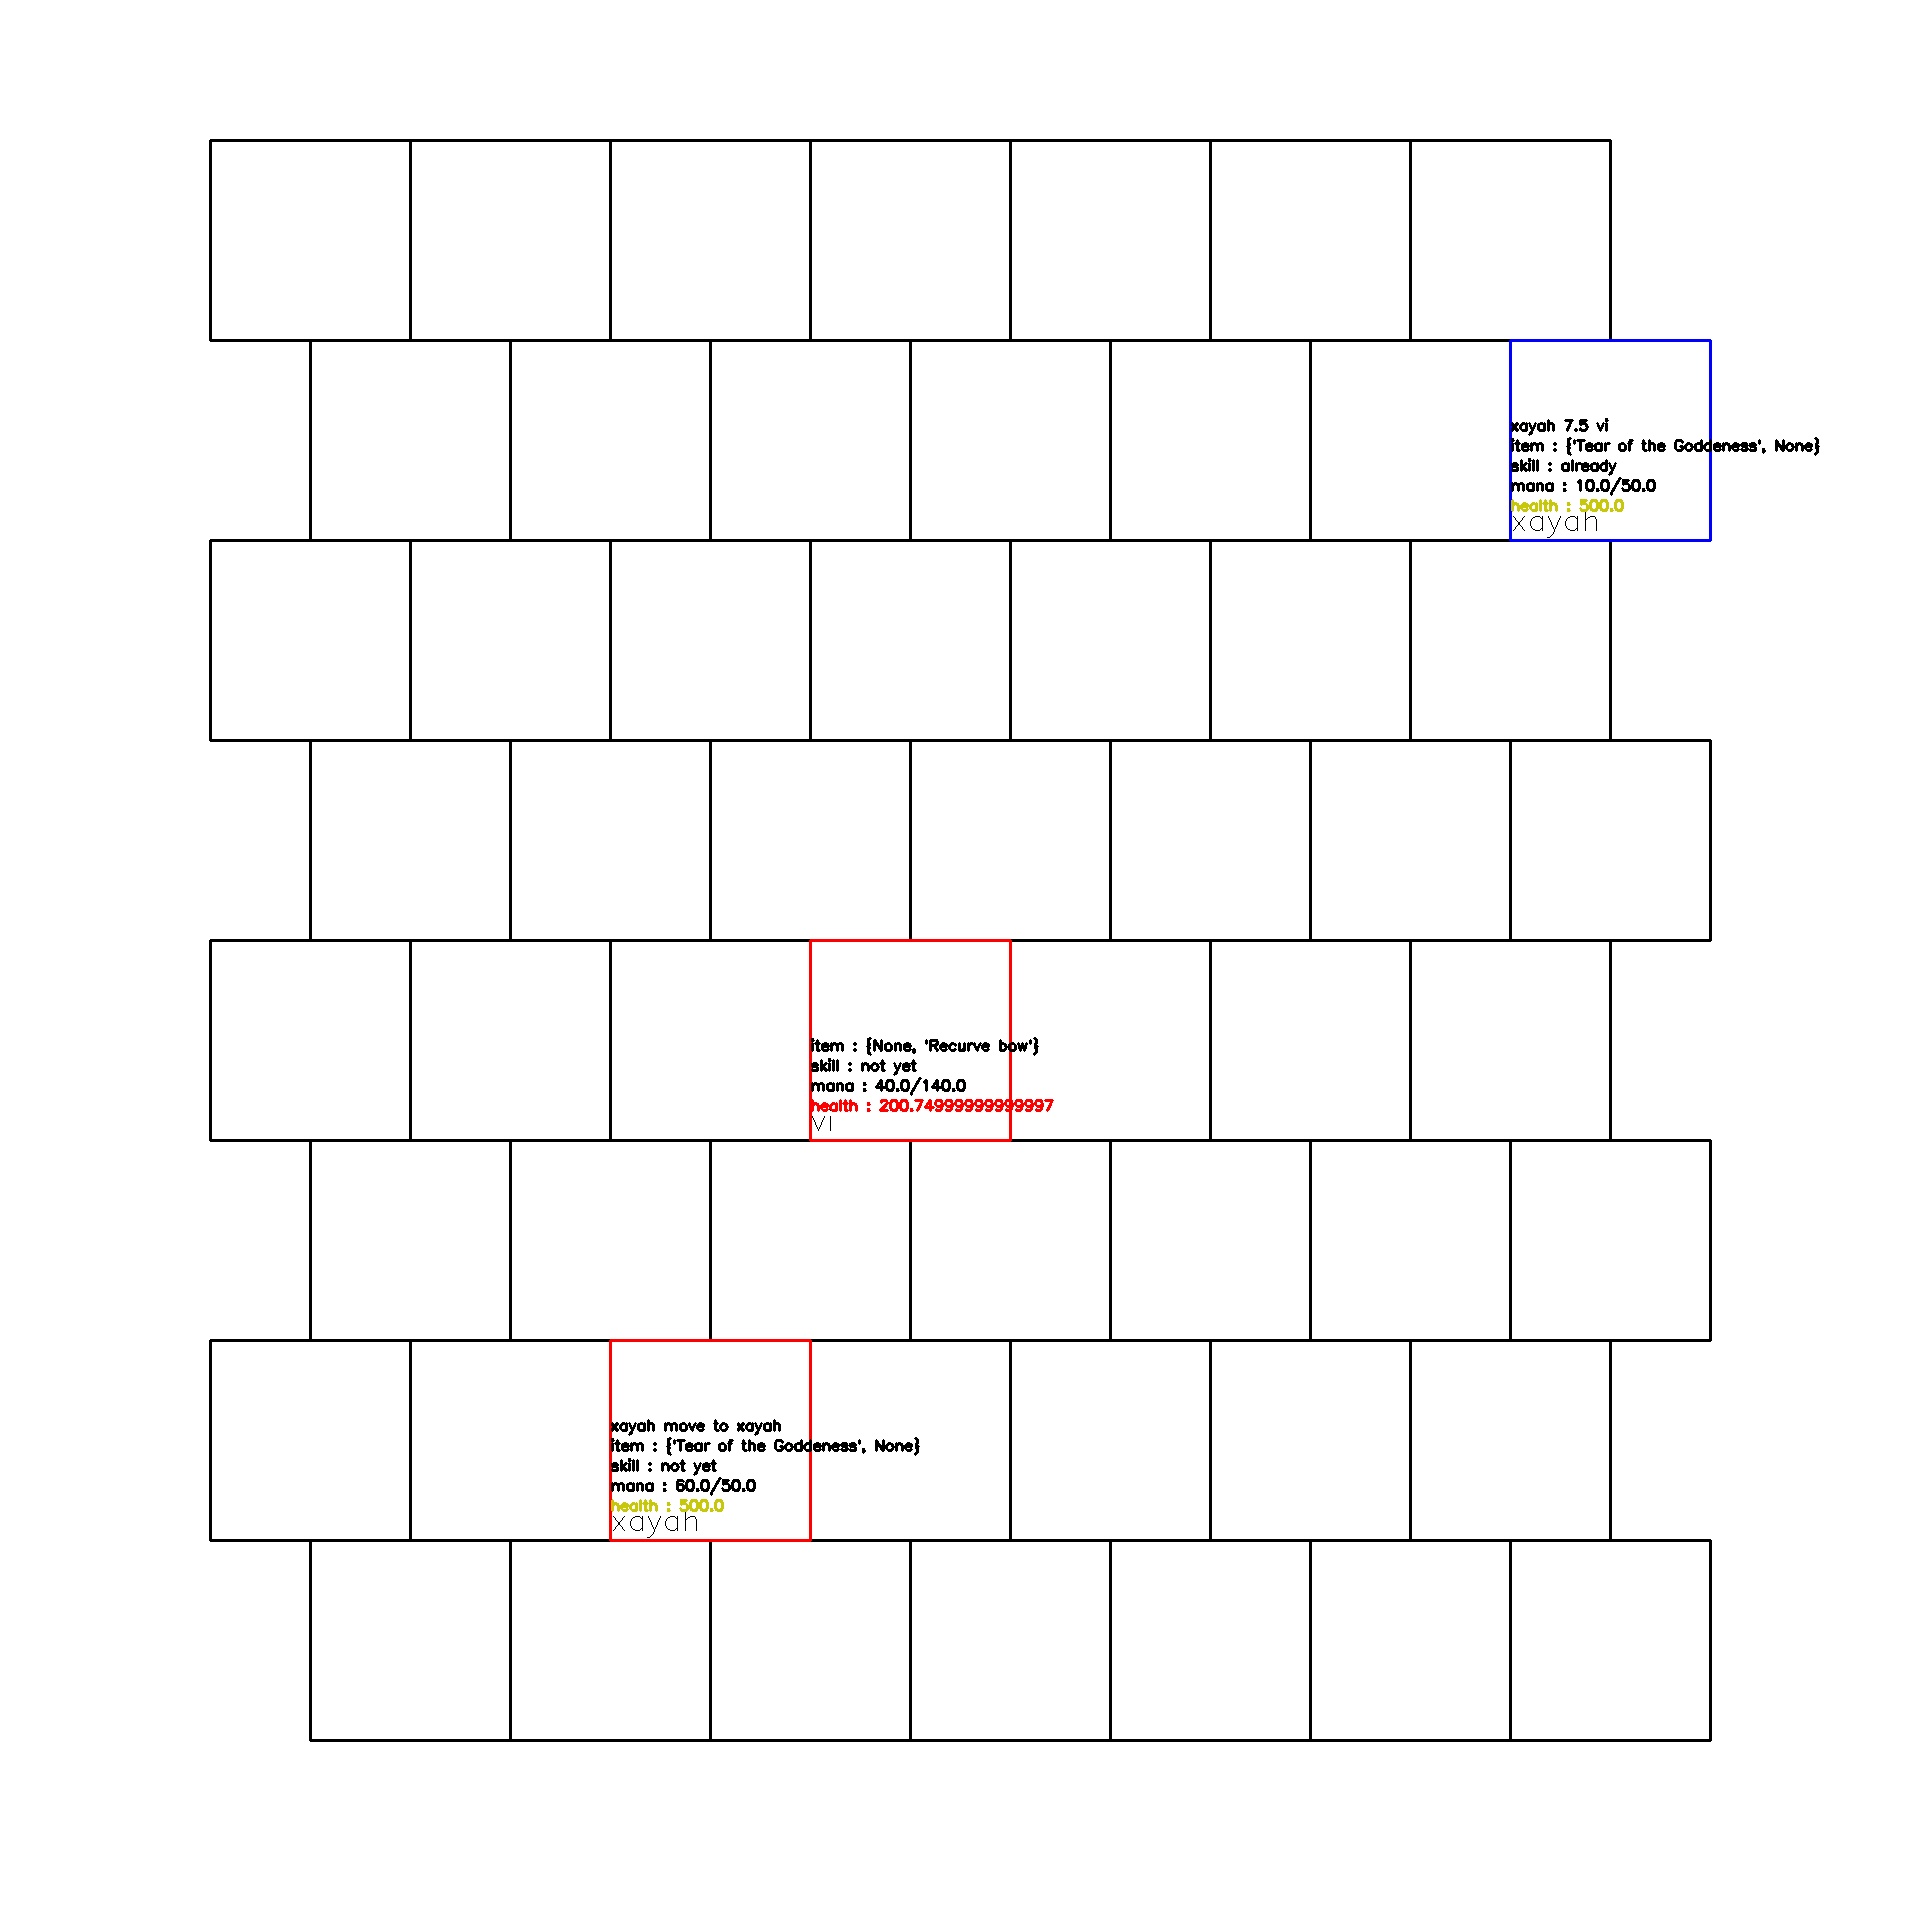 xayah 7.5 vi
item : {'Tear of the Goddeness', None}
skill : already
mana : 10.0/50.0
health : 500.0
xayah
item : {None, 'Recurve bow'}
skill : not yet
mana : 40.0/140.0
health : 200.74999999999997
vi
xayah move to xayah
item : {'Tear of the Goddeness', None}
skill : not yet
mana : 60.0/50.0
health : 500.0
xayah